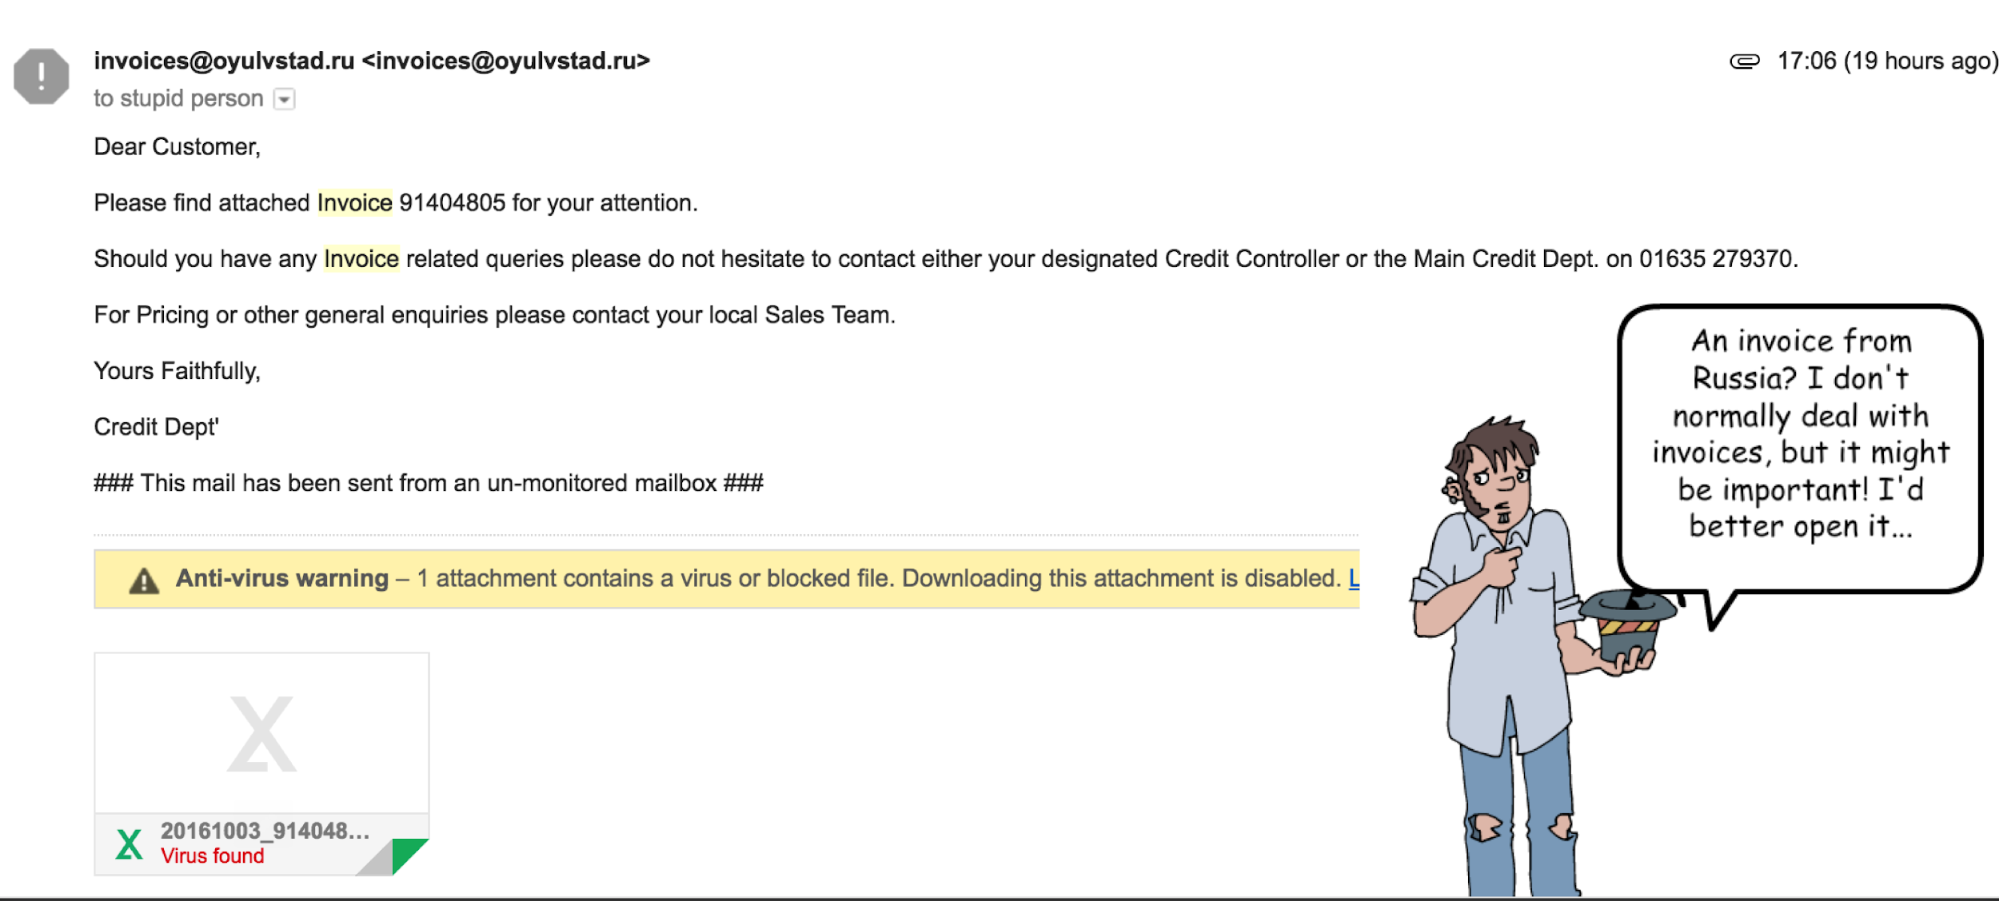 invoices@oyulvstad.ru <invoices@oyulvstad.ru>
17:06 (19 hours ago)
to stupid person
Dear Customer,
Please find attached Invoice 91404805 for your attention.
Should you have any Invoice related queries please do not hesitate to contact either your designated Credit Controller or the Main Credit Dept. on 01635 279370.
For Pricing or other general enquiries please contact your local Sales Team.
Yours Faithfully,
Credit Dept'
### This mail has been sent from an un-monitored mailbox ###
An invoice from
Russia? I don't
normally deal with
invoices, but it might
be important! I'd
better open it...
Anti-virus warning – 1 attachment contains a virus or blocked file. Downloading this attachment is disabled. L
20161003_914048...
Virus found